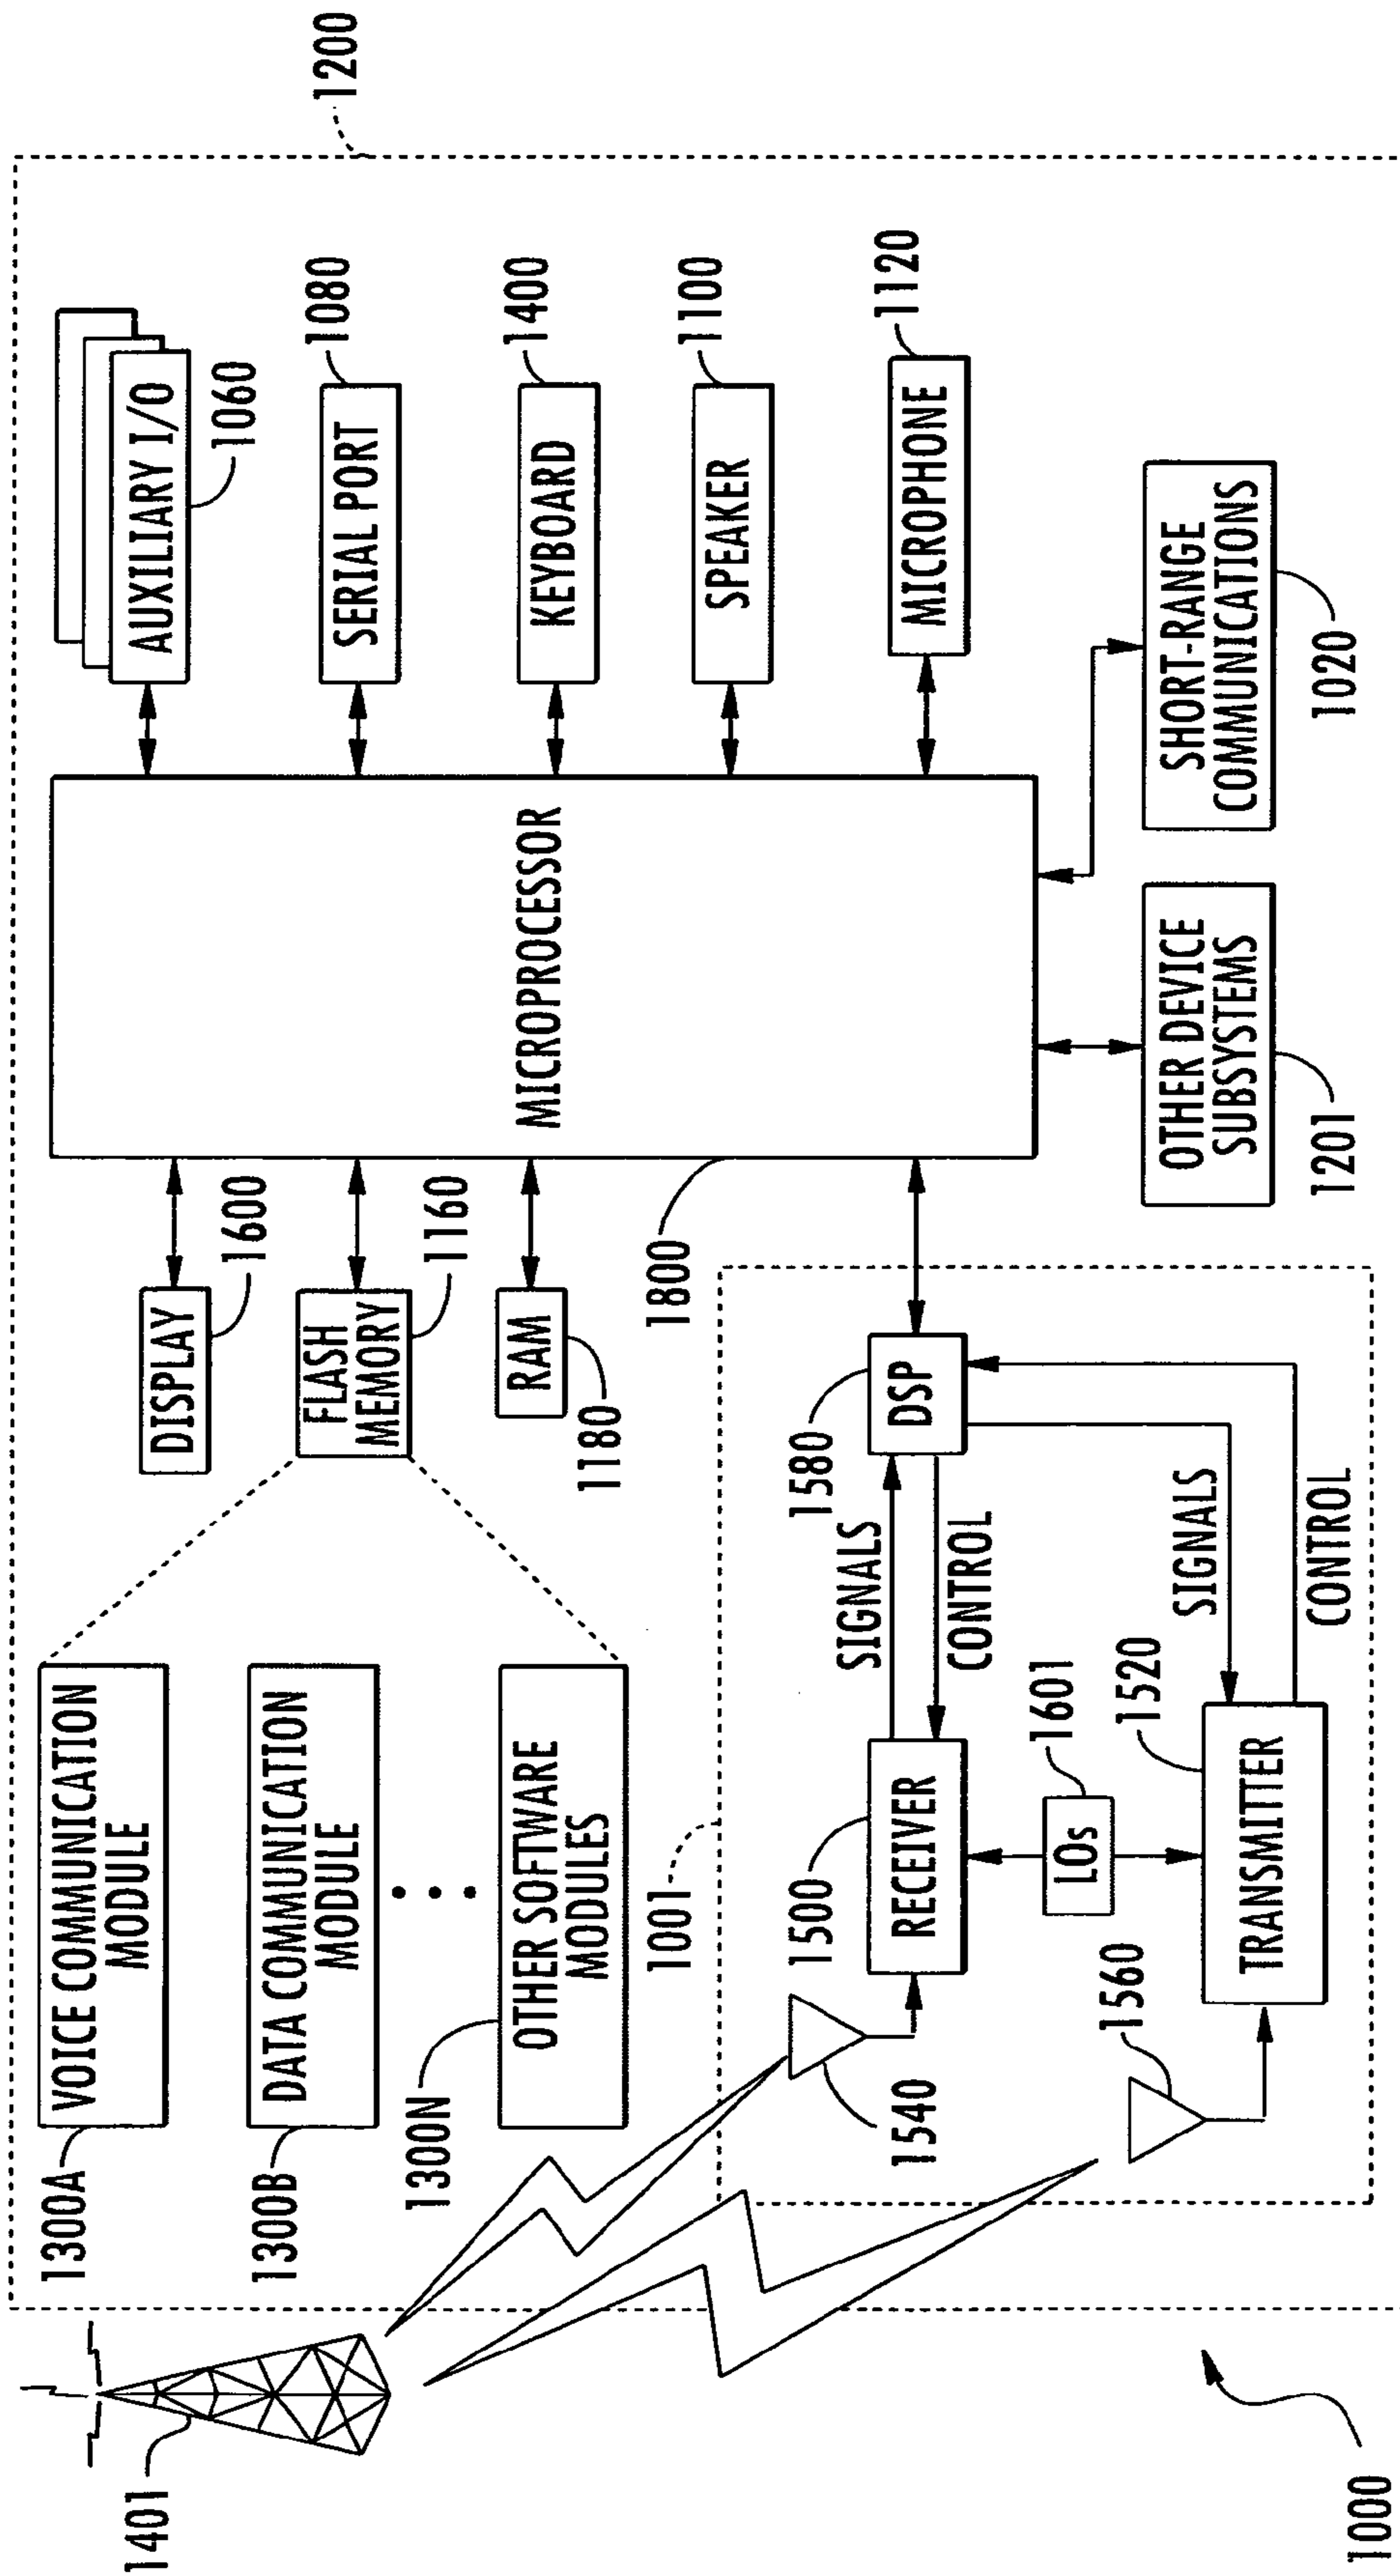 1401
1300A
VOICE COMMUNICATION
MODULE
1300B
DATA COMMUNICATION
MODULE
1300N
OTHER SOFTWARE
MODULES
DISPLAY
1600
FLASH
MEMORY
1160
RAM
1180
1800
MICROPROCESSOR
AUXILIARY I/O
1060
SERIAL PORT
1080
KEYBOARD
1400
SPEAKER
1100
MICROPHONE
1120
1200
1001
1540
1500
RECEIVER
SIGNALS
CONTROL
1580
DSP
LOs
1601
1560
TRANSMITTER
1520
SIGNALS
CONTROL
OTHER DEVICE
SUBSYSTEMS
1201
SHORT-RANGE
COMMUNICATIONS
1020
1000